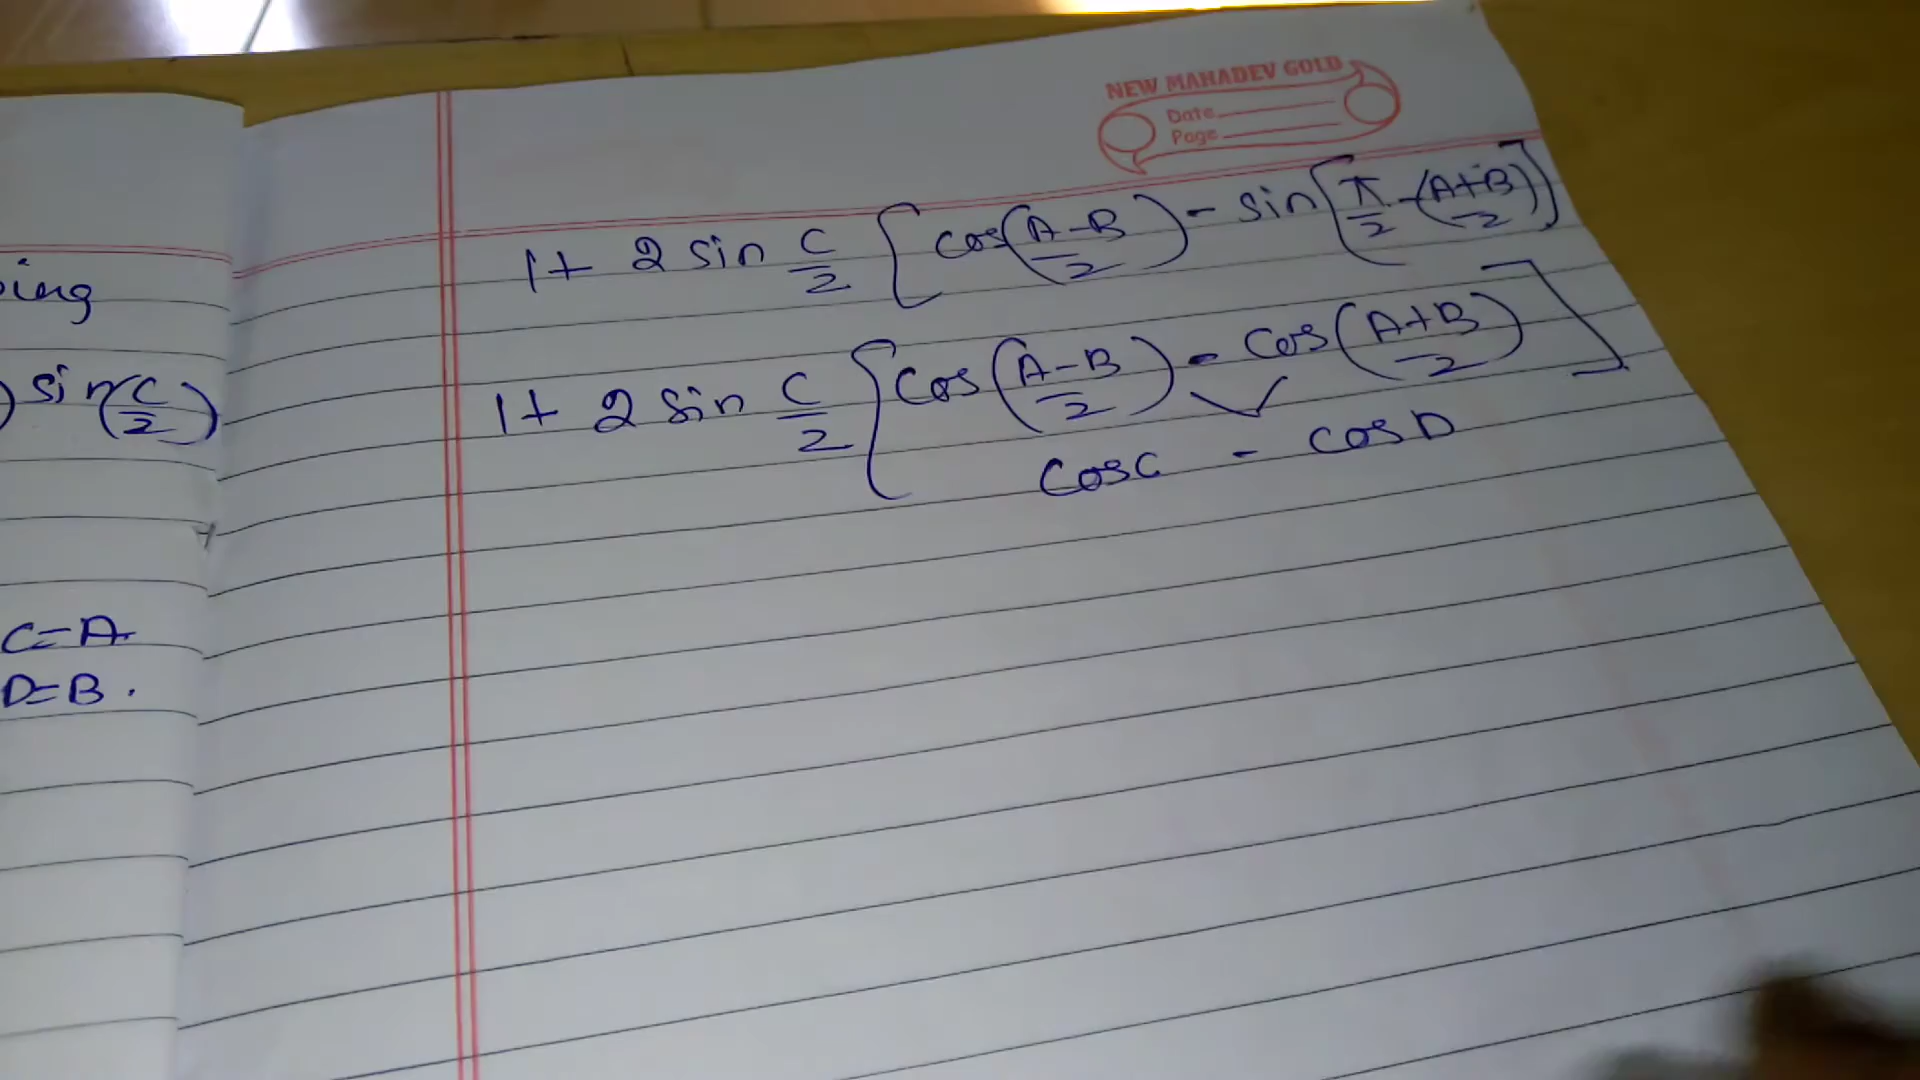 NEW MAHADEV GOLD
Date
Page
1+ 2 sin C/2 [cos(A-B/2) - sin[π/2 - (A+B/2)]]
1+ 2 sin C/2 [cos(A-B/2) - cos(A+B/2)]
cosC - cosD
) sin(C/2)
C=A.
D=B.